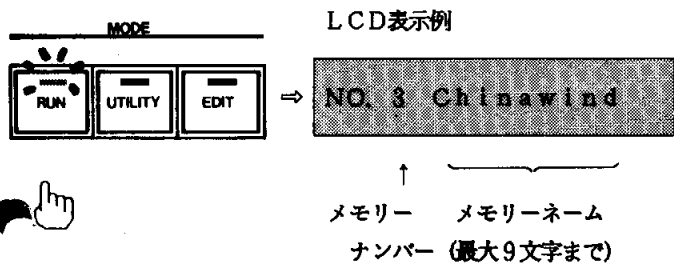 MODE
RUN UTILITY EDIT
⇒
LCD表示例
NO. 3 Chinawind
↑
メモリー
ナンバー
メモリーネーム
(最大9文字まで)